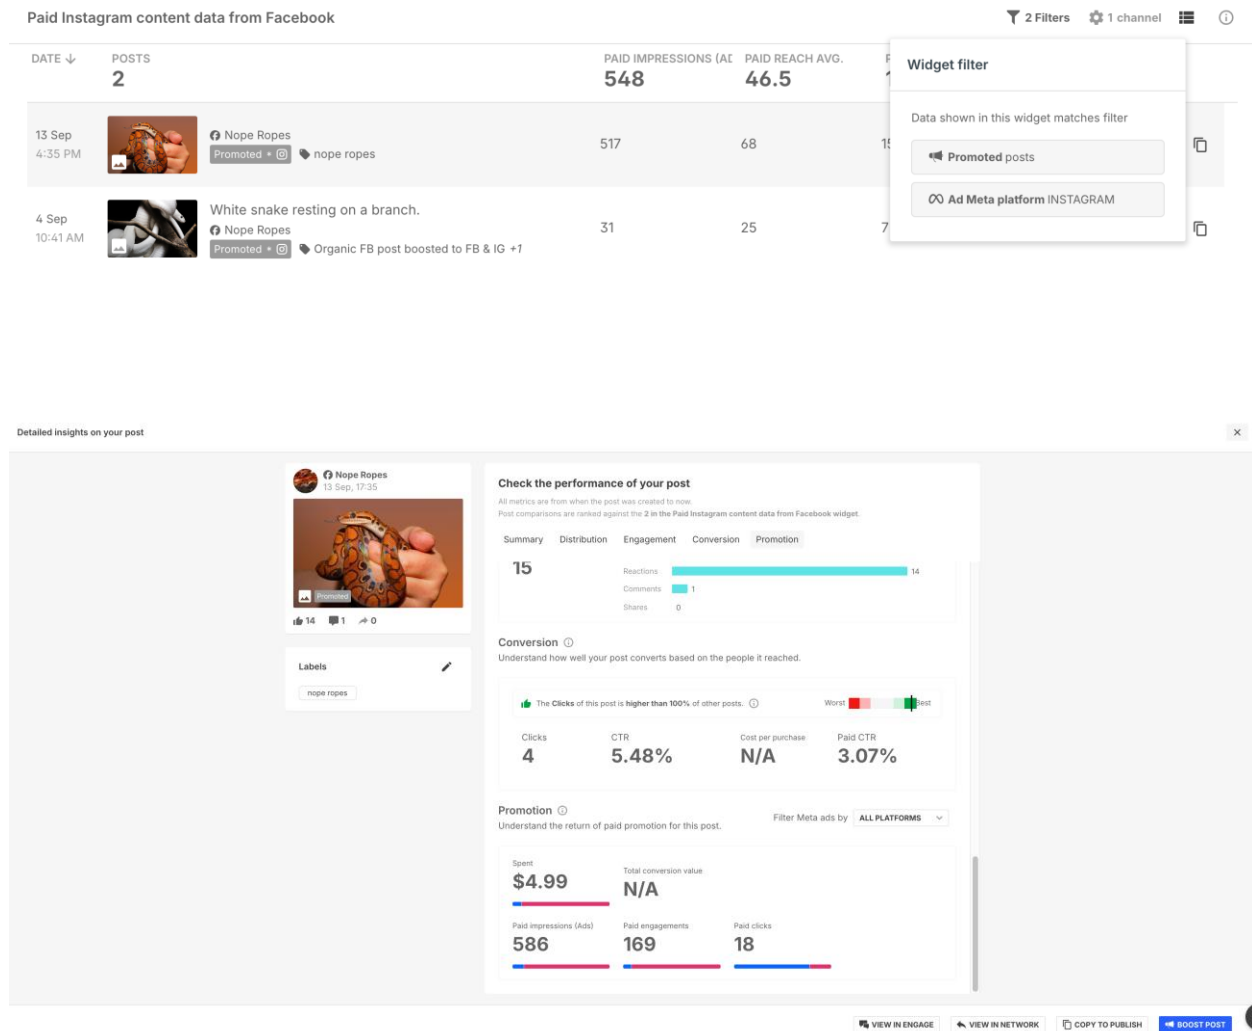 Paid Instagram content data from Facebook
2 Filters 1 channel
DATE POSTS PAID IMPRESSIONS (AD PAID REACH AVG.
2 548 46.5
Widget filter
Data shown in this widget matches filter
Promoted posts
Ad Meta platform INSTAGRAM
13 Sep
4:35 PM
Nope Ropes
Promoted • nope ropes
517 68 15
4 Sep
10:41 AM
White snake resting on a branch.
Nope Ropes
Promoted • Organic FB post boosted to FB & IG +1
31 25 7
Detailed insights on your post
Nope Ropes
13 Sep, 17:35
Promoted
14 1 0
Labels
nope ropes
Check the performance of your post
All metrics are from when the post was created to now.
Post comparisons are ranked against the 2 in the Paid Instagram content data from Facebook widget.
Summary Distribution Engagement Conversion Promotion
15
Reactions 14
Comments 1
Shares 0
Conversion
Understand how well your post converts based on the people it reached.
The Clicks of this post is higher than 100% of other posts.
Worst Best
Clicks CTR Cost per purchase Paid CTR
4 5.48% N/A 3.07%
Promotion
Understand the return of paid promotion for this post.
Filter Meta ads by ALL PLATFORMS
Spent Total conversion value
$4.99 N/A
Paid impressions (Ads) Paid engagements Paid clicks
586 169 18
VIEW IN ENGAGE VIEW IN NETWORK COPY TO PUBLISH BOOST POST